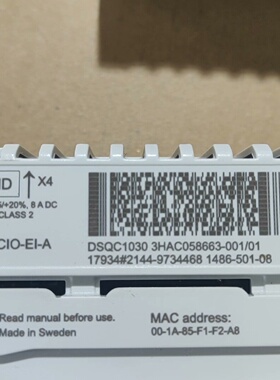 X4
/+20%, 8 A DC
CLASS 2
CIO-EI-A
DSQC1030 3HAC058663-001/01
17934#2144-9734468 1486-501-08
Read manual before use.
Made in Sweden
MAC address:
00-1A-85-F1-F2-A8